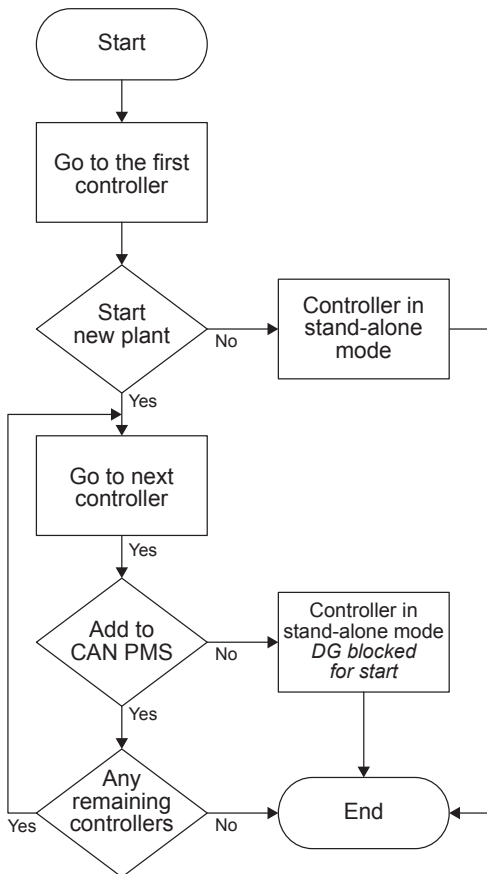 Start
Go to the first
controller
Start
new plant
No
Controller in
stand-alone
mode
Yes
Go to next
controller
Yes
Add to
CAN PMS
No
Controller in
stand-alone mode
DG blocked
for start
Yes
Any
remaining
controllers
Yes
No
End